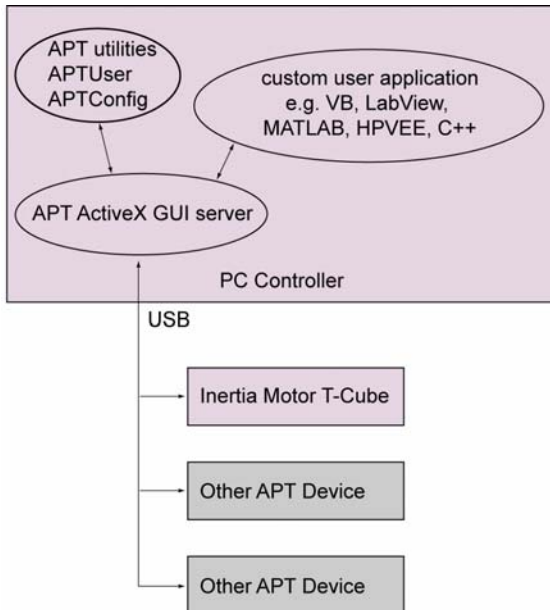 APT utilities
APTUser
APTConfig
custom user application
e.g. VB, LabView,
MATLAB, HPVEE, C++
APT ActiveX GUI server
PC Controller
USB
Inertia Motor T-Cube
Other APT Device
Other APT Device